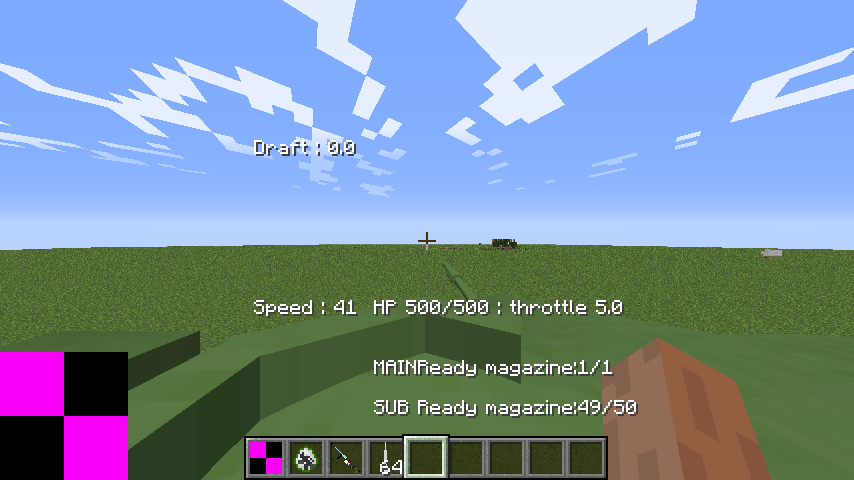 Draft : 0.0
Speed : 41 HP 500/500 : throttle 5.0
MAINReady magazine:1/1
SUB Ready magazine:49/50
64